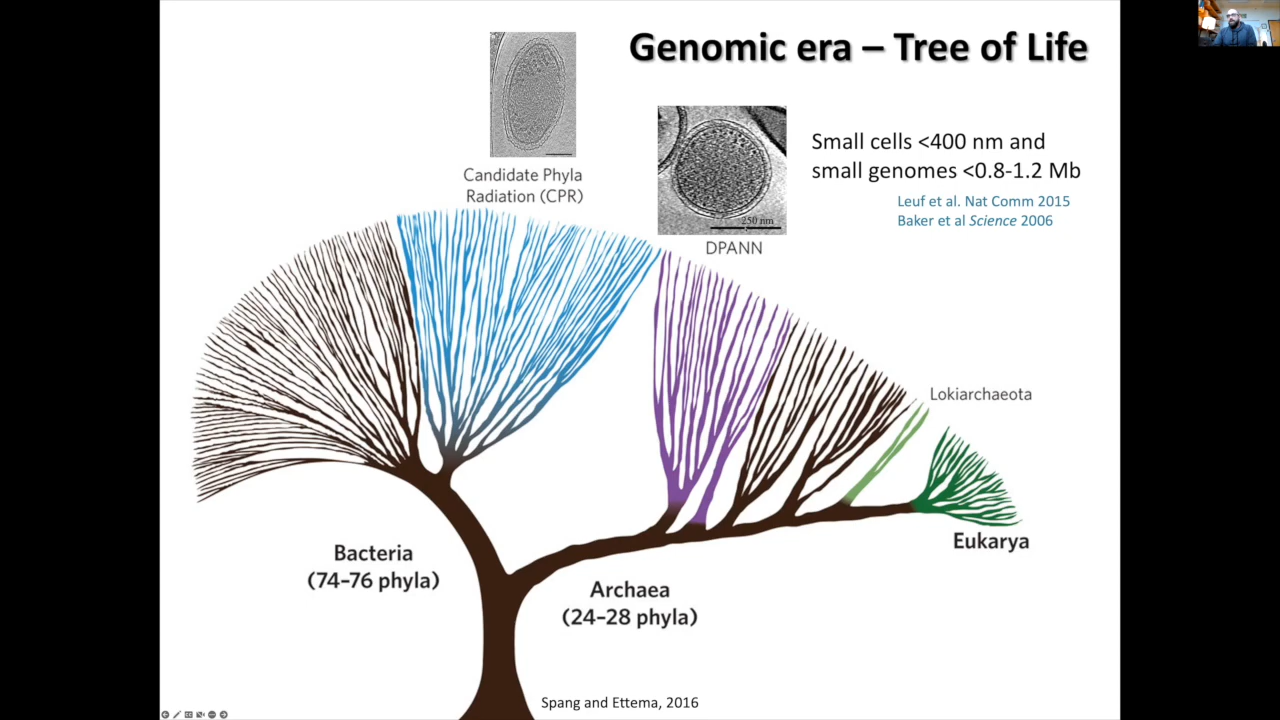 Genomic era – Tree of Life
Candidate Phyla
Radiation (CPR)
250 nm
DPANN
Small cells <400 nm and
small genomes <0.8-1.2 Mb
Leuf et al. Nat Comm 2015
Baker et al Science 2006
Lokiarchaeota
Eukarya
Bacteria
(74–76 phyla)
Archaea
(24–28 phyla)
Spang and Ettema, 2016